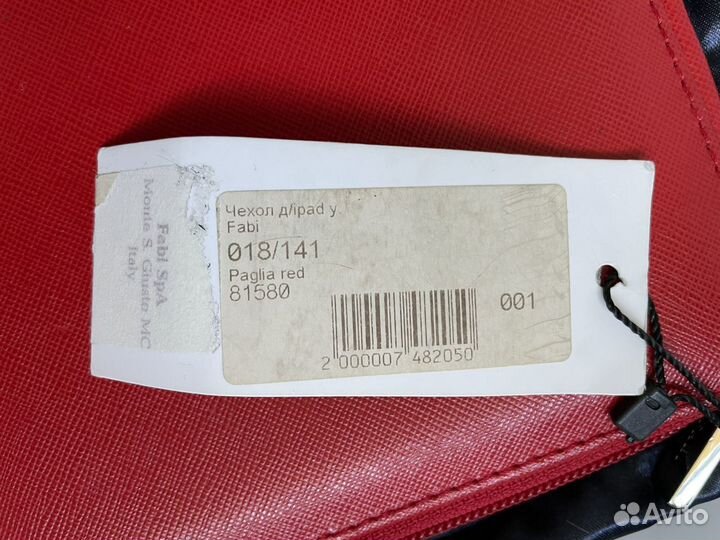 Чехол д/ipad у.
Fabi
018/141
Paglia red
81580
001
2 000007 482050
Fabi SpA
Monte S. Giusto MC
Italy
Avito